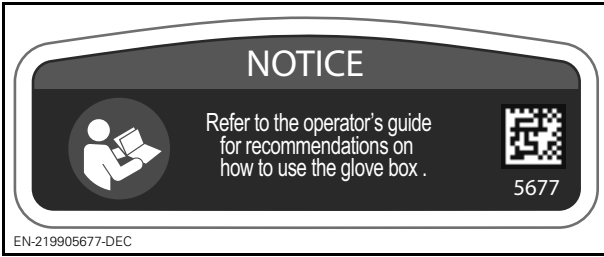 NOTICE
Refer to the operator's guide
for recommendations on
how to use the glove box .
5677
EN-219905677-DEC